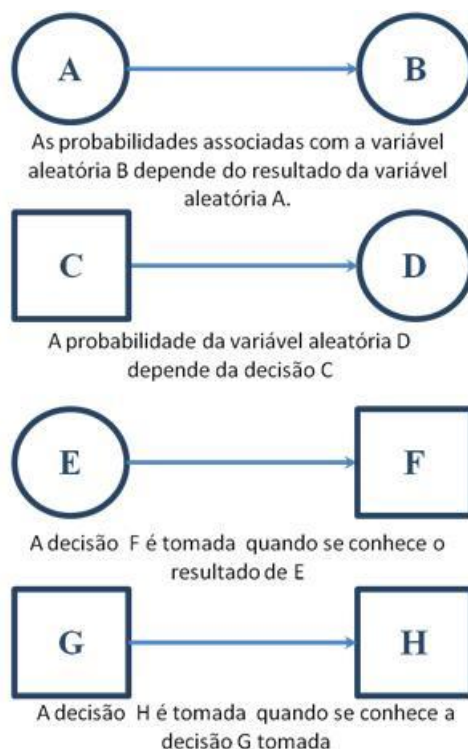 A B
As probabilidades associadas com a variável
aleatória B depende do resultado da variável
aleatória A.
C D
A probabilidade da variável aleatória D
depende da decisão C
E F
A decisão F é tomada quando se conhece o
resultado de E
G H
A decisão H é tomada quando se conhece a
decisão G tomada